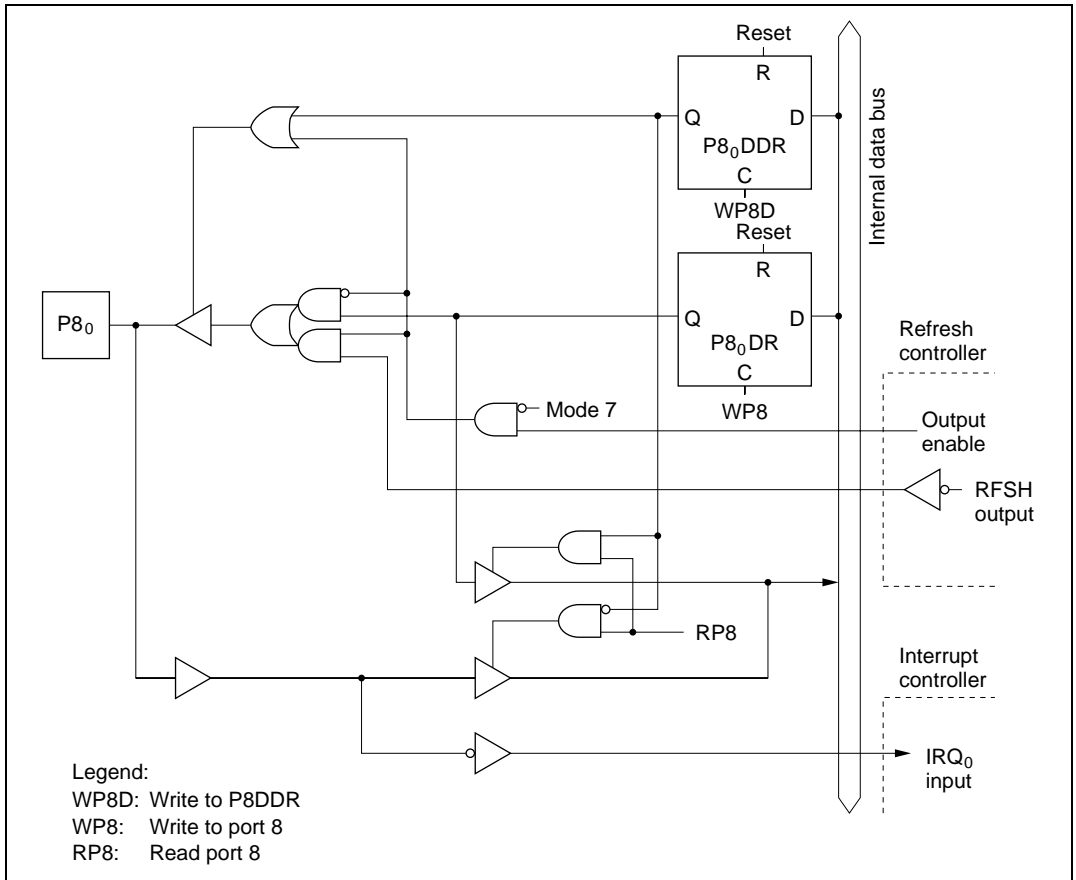 Reset
R
Q D
P8₀DDR
C
WP8D
Reset
R
Q D
P8₀DR
C
WP8
Internal data bus
P8₀
Refresh
controller
Mode 7
Output
enable
RFSH
output
RP8
Interrupt
controller
IRQ₀
input
Legend:
WP8D: Write to P8DDR
WP8: Write to port 8
RP8: Read port 8